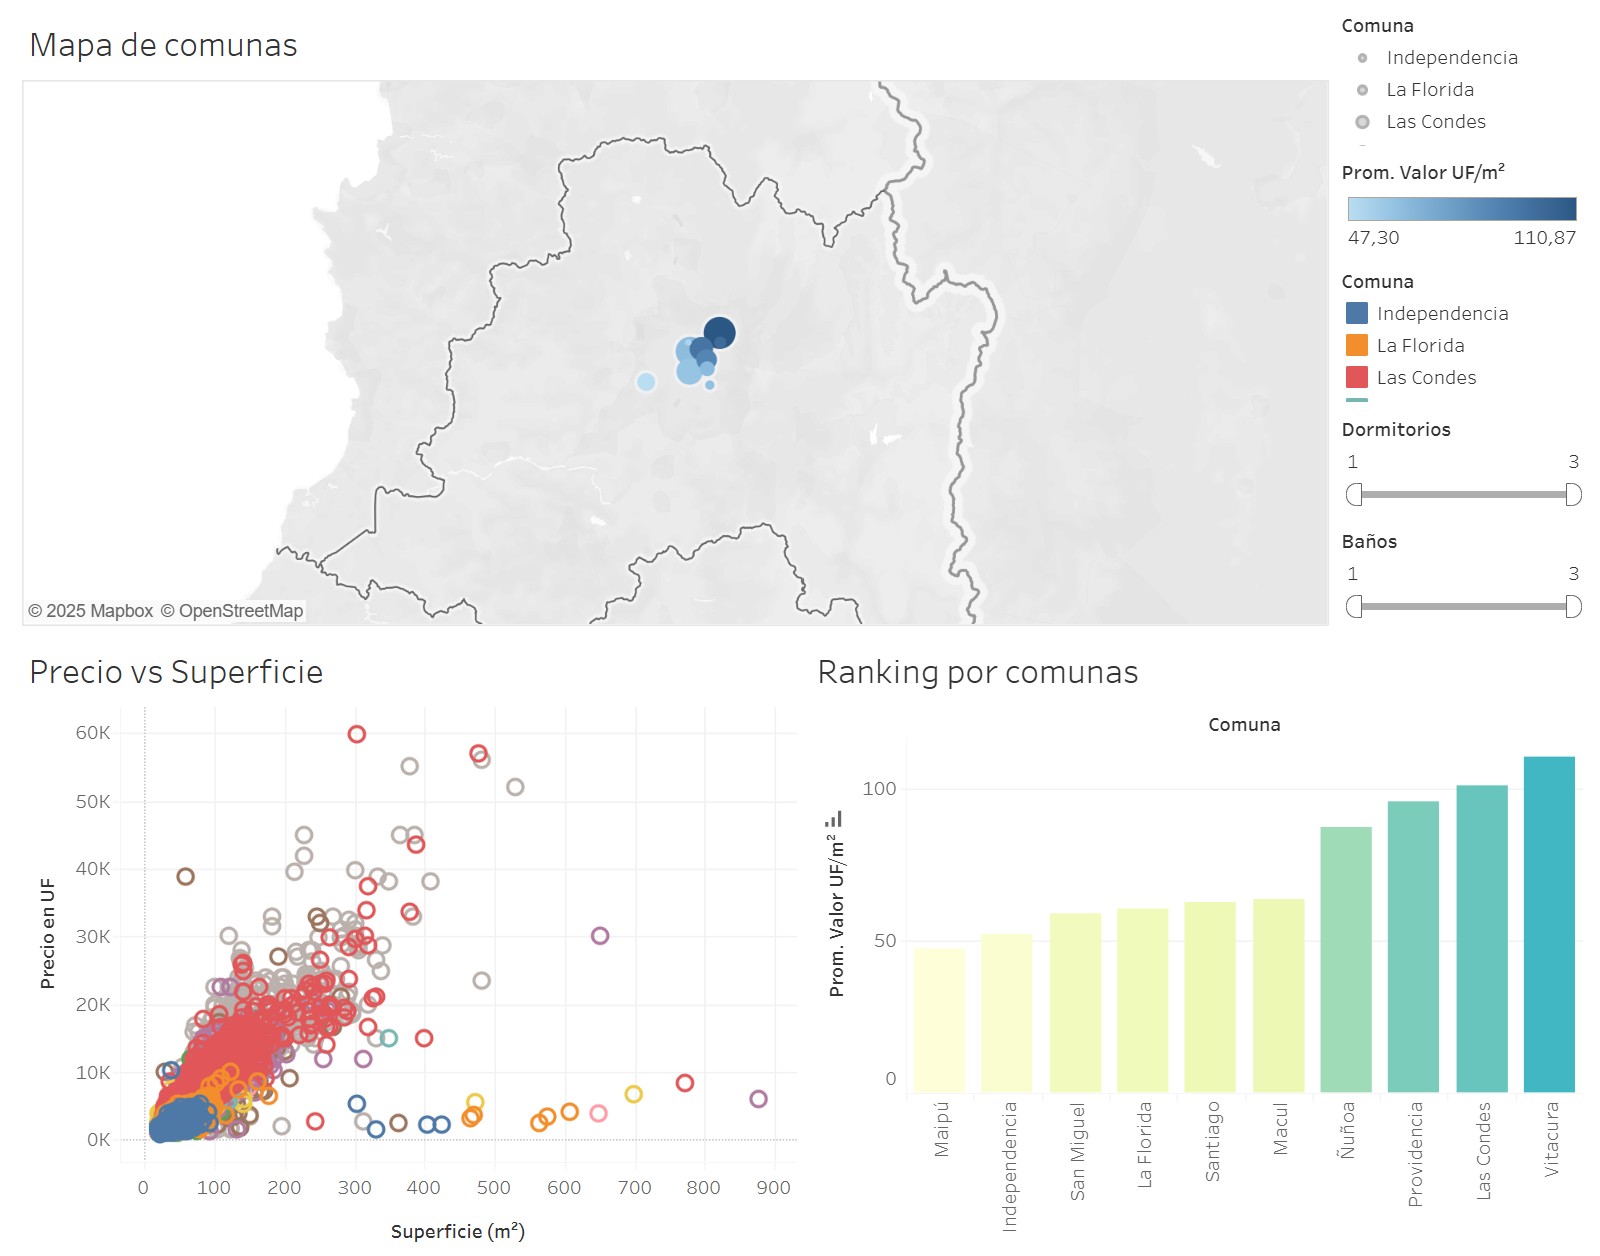 Mapa de comunas
© 2025 Mapbox © OpenStreetMap
Comuna
Independencia
La Florida
Las Condes
Prom. Valor UF/m²
47,30 110,87
Comuna
Independencia
La Florida
Las Condes
Dormitorios
1 3
Baños
1 3
Precio vs Superficie
Precio en UF
60K
50K
40K
30K
20K
10K
0K
0 100 200 300 400 500 600 700 800 900
Superficie (m²)
Ranking por comunas
Comuna
Prom. Valor UF/m²
100
50
0
Maipú
Independencia
San Miguel
La Florida
Santiago
Macul
Ñuñoa
Providencia
Las Condes
Vitacura